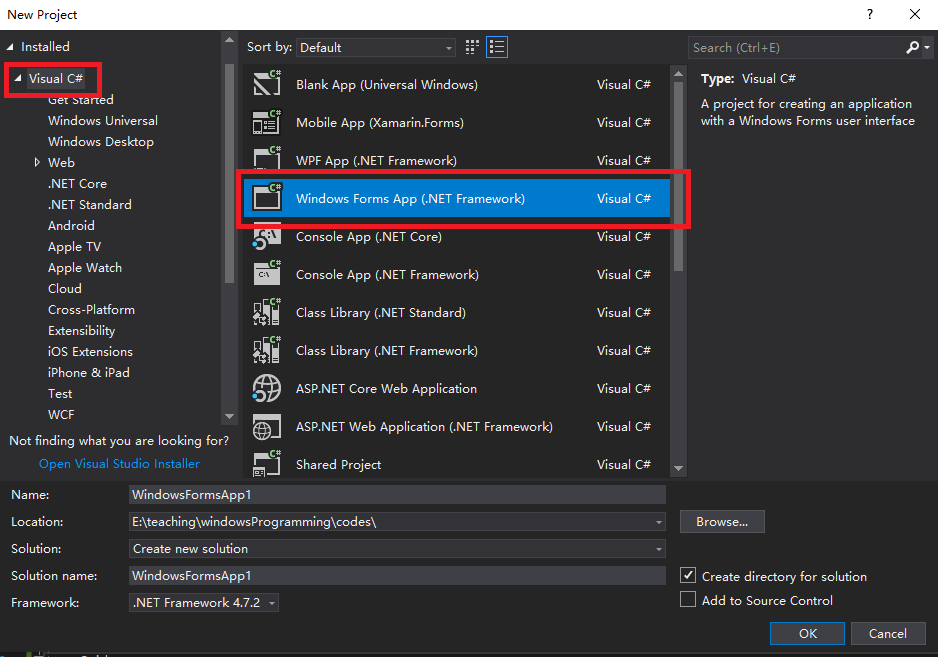 New Project
?
Installed
Visual C#
Get Started
Windows Universal
Windows Desktop
Web
.NET Core
.NET Standard
Android
Apple TV
Apple Watch
Cloud
Cross-Platform
Extensibility
iOS Extensions
iPhone & iPad
Test
WCF
Not finding what you are looking for?
Open Visual Studio Installer
Sort by: Default
Blank App (Universal Windows) Visual C#
Mobile App (Xamarin.Forms) Visual C#
WPF App (.NET Framework) Visual C#
Windows Forms App (.NET Framework) Visual C#
Console App (.NET Core) Visual C#
Console App (.NET Framework) Visual C#
Class Library (.NET Standard) Visual C#
Class Library (.NET Framework) Visual C#
ASP.NET Core Web Application Visual C#
ASP.NET Web Application (.NET Framework) Visual C#
Shared Project Visual C#
Search (Ctrl+E)
Type: Visual C#
A project for creating an application
with a Windows Forms user interface
Name: WindowsFormsApp1
Location: E:\teaching\windowsProgramming\codes\
Browse...
Solution: Create new solution
Solution name: WindowsFormsApp1
Create directory for solution
Framework: .NET Framework 4.7.2
Add to Source Control
OK Cancel